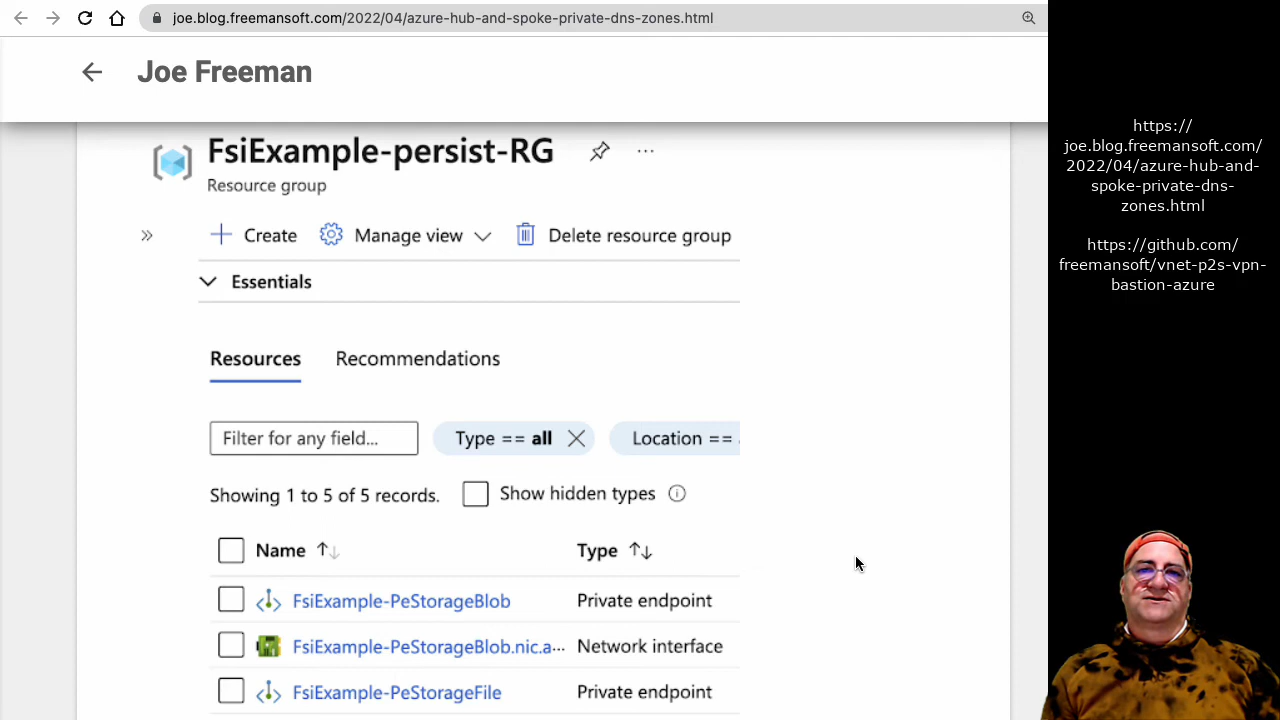 joe.blog.freemansoft.com/2022/04/azure-hub-and-spoke-private-dns-zones.html
Joe Freeman
FsiExample-persist-RG
Resource group
Create Manage view Delete resource group
Essentials
Resources Recommendations
Filter for any field... Type == all Location ==
Showing 1 to 5 of 5 records. Show hidden types
Name Type
FsiExample-PeStorageBlob Private endpoint
FsiExample-PeStorageBlob.nic.a... Network interface
FsiExample-PeStorageFile Private endpoint
https://
joe.blog.freemansoft.com/
2022/04/azure-hub-and-
spoke-private-dns-
zones.html
https://github.com/
freemansoft/vnet-p2s-vpn-
bastion-azure